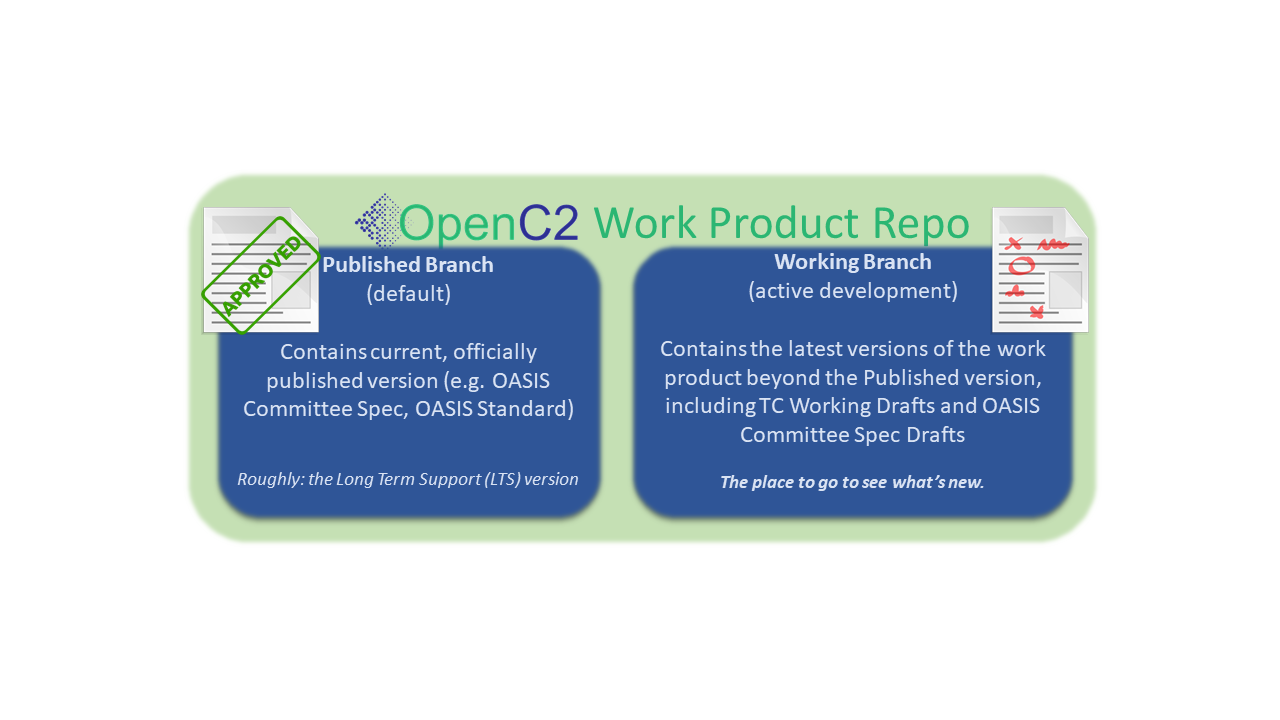 OpenC2 Work Product Repo
APPROVED
Published Branch
(default)
Contains current, officially
published version (e.g. OASIS
Committee Spec, OASIS Standard)
Roughly: the Long Term Support (LTS) version
Working Branch
(active development)
Contains the latest versions of the work
product beyond the Published version,
including TC Working Drafts and OASIS
Committee Spec Drafts
The place to go to see what’s new.